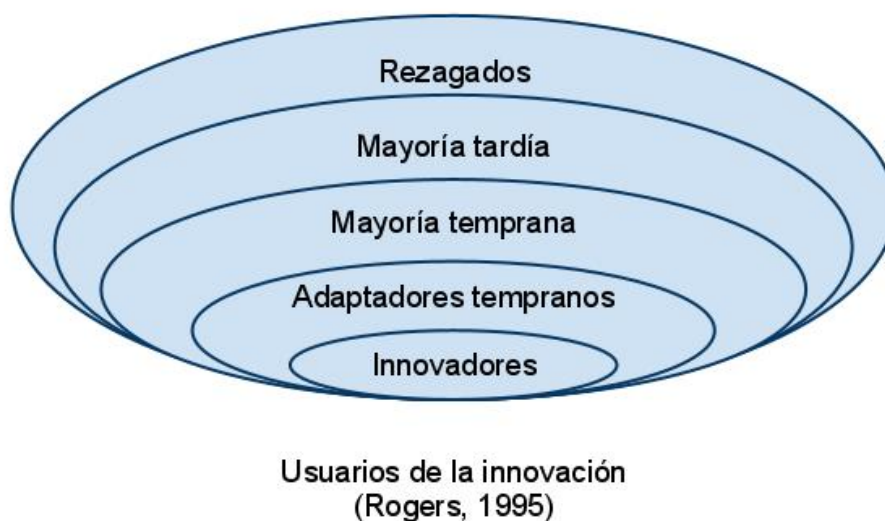 Rezagados
Mayoría tardía
Mayoría temprana
Adaptadores tempranos
Innovadores
Usuarios de la innovación
(Rogers, 1995)